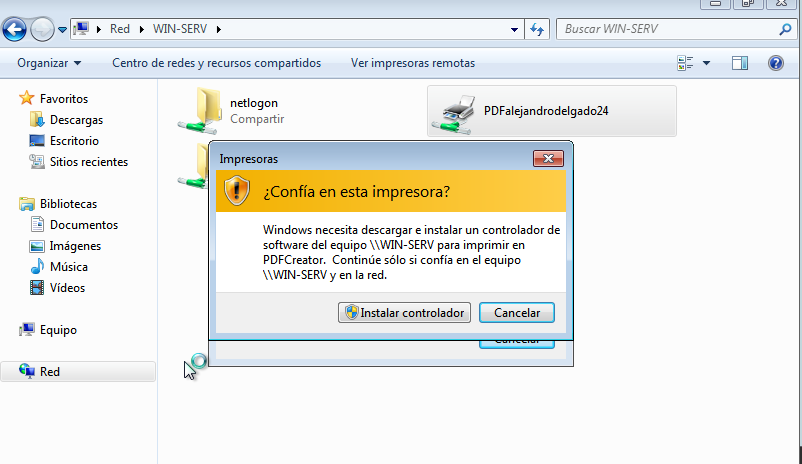 Red WIN-SERV
Buscar WIN-SERV
Organizar Centro de redes y recursos compartidos Ver impresoras remotas
Favoritos
Descargas
Escritorio
Sitios recientes
Bibliotecas
Documentos
Imágenes
Música
Vídeos
Equipo
Red
netlogon
Compartir
PDFalejandrodelgado24
Impresoras
¿Confía en esta impresora?
Windows necesita descargar e instalar un controlador de
software del equipo \\WIN-SERV para imprimir en
PDFCreator. Continúe sólo si confía en el equipo
\\WIN-SERV y en la red.
Instalar controlador Cancelar
Cancelar